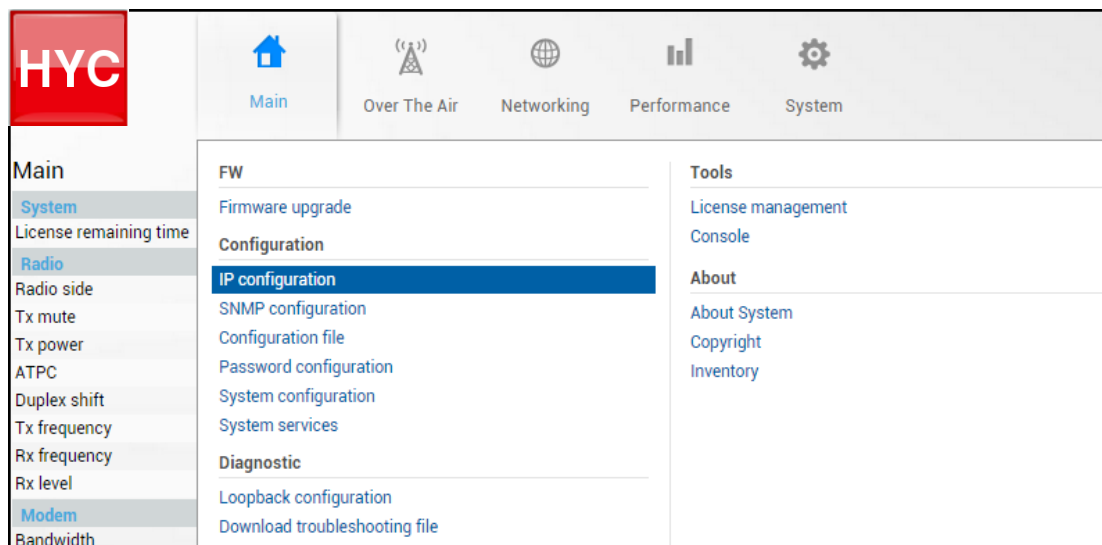 HYC
Main
Over The Air
Networking
Performance
System
Main
System
License remaining time
Radio
Radio side
Tx mute
Tx power
ATPC
Duplex shift
Tx frequency
Rx frequency
Rx level
Modem
Bandwidth
FW
Firmware upgrade
Configuration
IP configuration
SNMP configuration
Configuration file
Password configuration
System configuration
System services
Diagnostic
Loopback configuration
Download troubleshooting file
Tools
License management
Console
About
About System
Copyright
Inventory